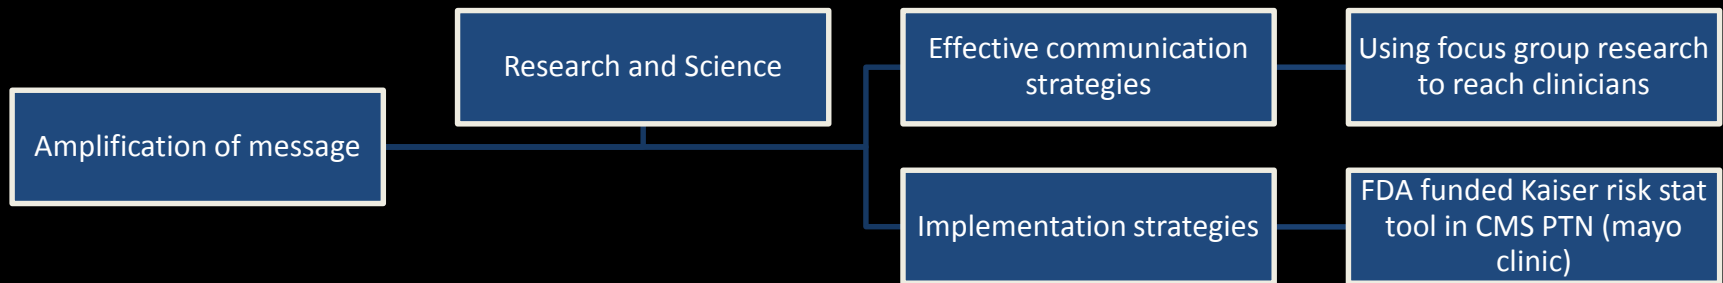 Amplification of message
Research and Science
Effective communication
strategies
Using focus group research
to reach clinicians
Implementation strategies
FDA funded Kaiser risk stat
tool in CMS PTN (mayo
clinic)